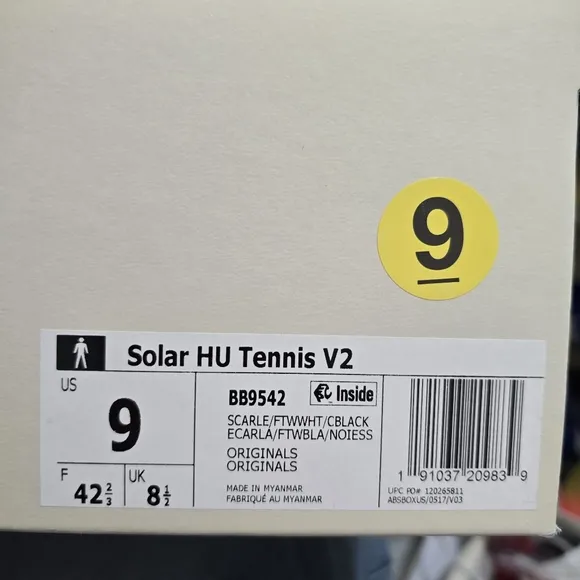 9
Solar HU Tennis V2
US
9
F
42 2/3
UK
8 1/2
BB9542
Inside
SCARLE/FTWWHT/CBLACK
ECARLA/FTWBLA/NOIESS
ORIGINALS
ORIGINALS
MADE IN MYANMAR
FABRIQUÉ AU MYANMAR
1 91037 20983 9
UPC PO# 120265811
ABSBOXUS/0517/V03